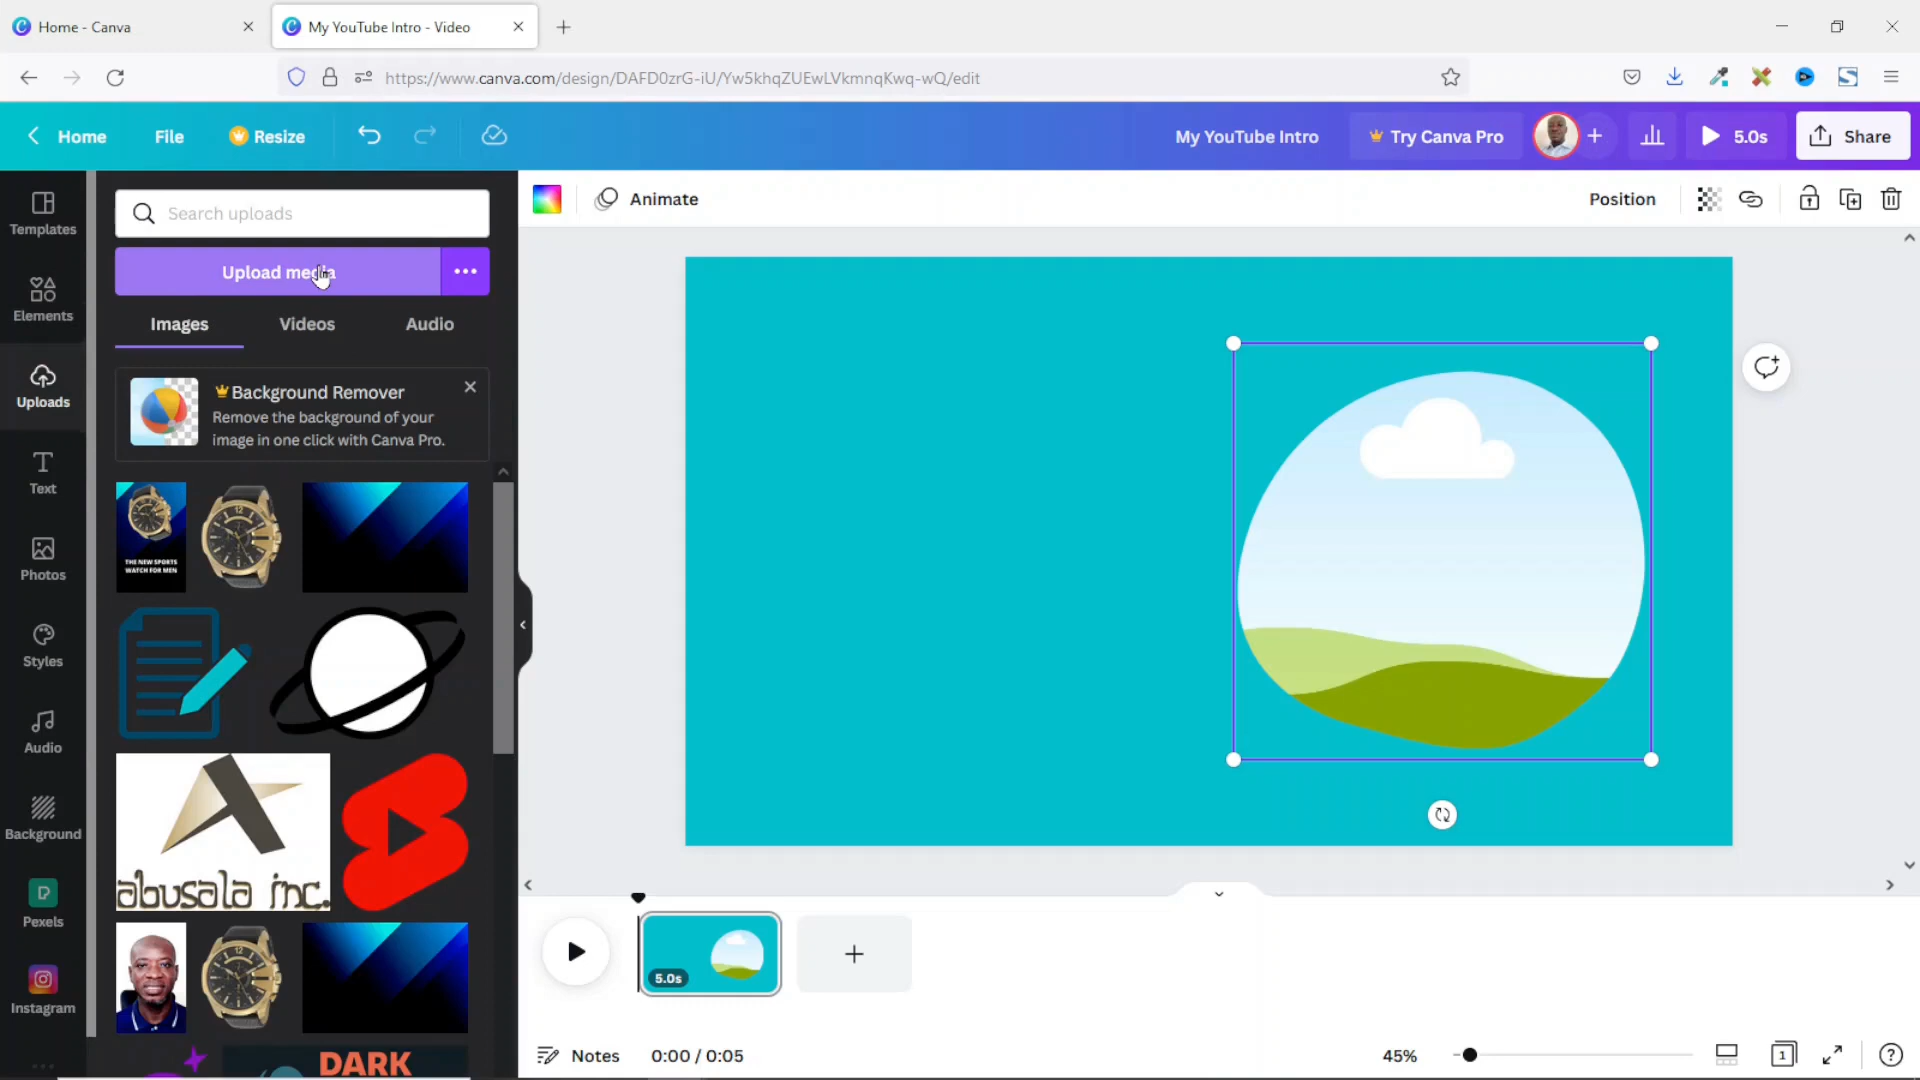 Home - Canva
My YouTube Intro - Video
https://www.canva.com/design/DAFD0zrG-iU/Yw5khqZUEwLVkmnqKwq-wQ/edit
Home
File
Resize
My YouTube Intro
Try Canva Pro
5.0s
Share
Templates
Elements
Uploads
Text
Photos
Styles
Audio
Background
Pexels
Instagram
Search uploads
Upload media
Images
Videos
Audio
Background Remover
Remove the background of your
image in one click with Canva Pro.
THE NEW SPORTS
WATCH FOR MEN
abusala inc.
DARK
Animate
Position
5.0s
Notes
0:00 / 0:05
45%
1